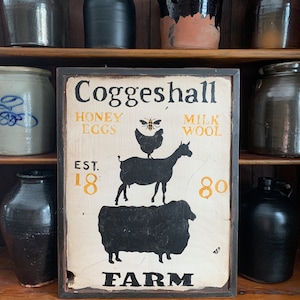 Coggeshall
HONEY MILK
EGGS WOOL
EST.
18 80
FARM